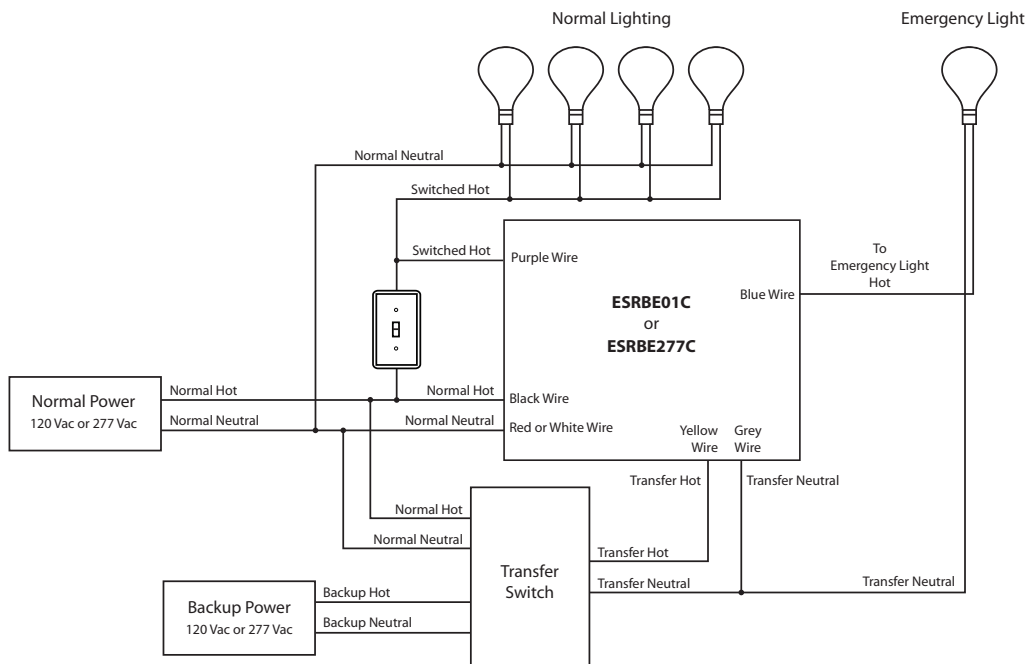 Normal Lighting
Emergency Light
Normal Neutral
Switched Hot
Switched Hot
Purple Wire
To
Emergency Light
Hot
Blue Wire
ESRBE01C
or
ESRBE277C
Normal Power
120 Vac or 277 Vac
Normal Hot
Normal Hot
Black Wire
Normal Neutral
Normal Neutral
Red or White Wire
Yellow
Wire
Grey
Wire
Transfer Hot
Transfer Neutral
Normal Hot
Normal Neutral
Transfer
Switch
Transfer Hot
Transfer Neutral
Transfer Neutral
Backup Power
120 Vac or 277 Vac
Backup Hot
Backup Neutral